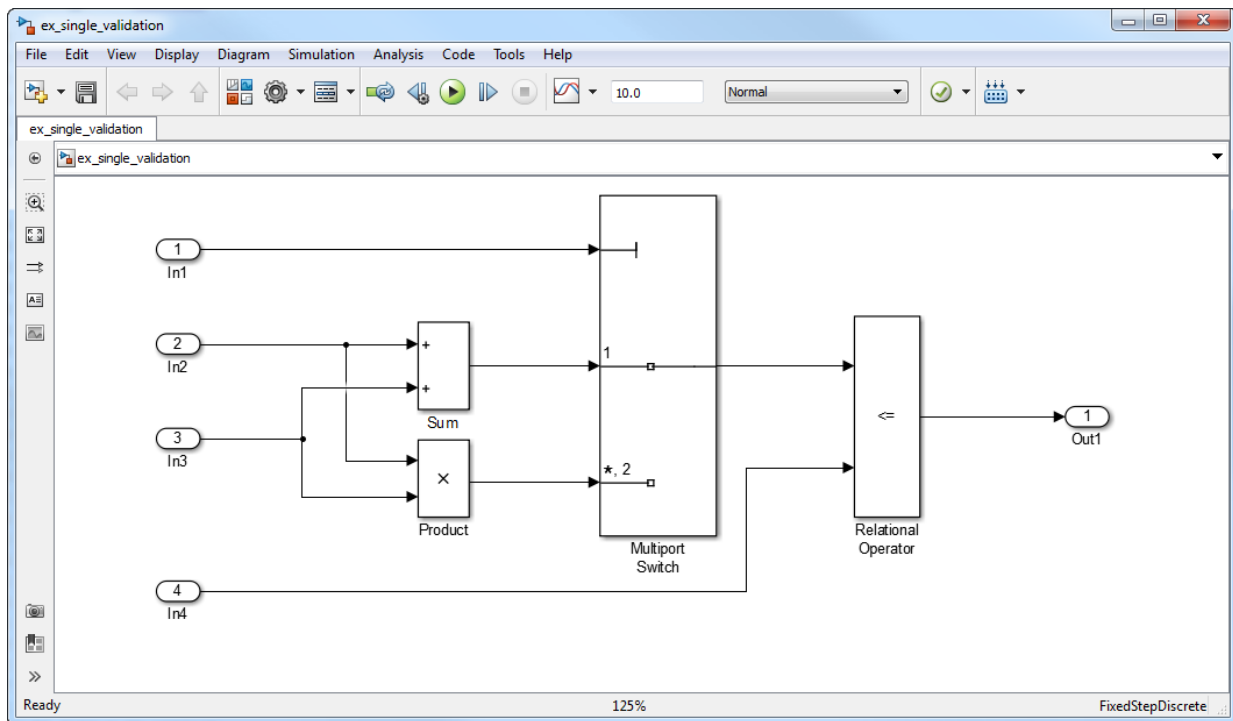 ex_single_validation
File Edit View Display Diagram Simulation Analysis Code Tools Help
10.0 Normal
ex_single_validation
ex_single_validation
1
In1
2
In2
+
+
Sum
1
3
In3
×
Product
*, 2
Multiport
Switch
<=
Relational
Operator
1
Out1
4
In4
Ready 125% FixedStepDiscrete